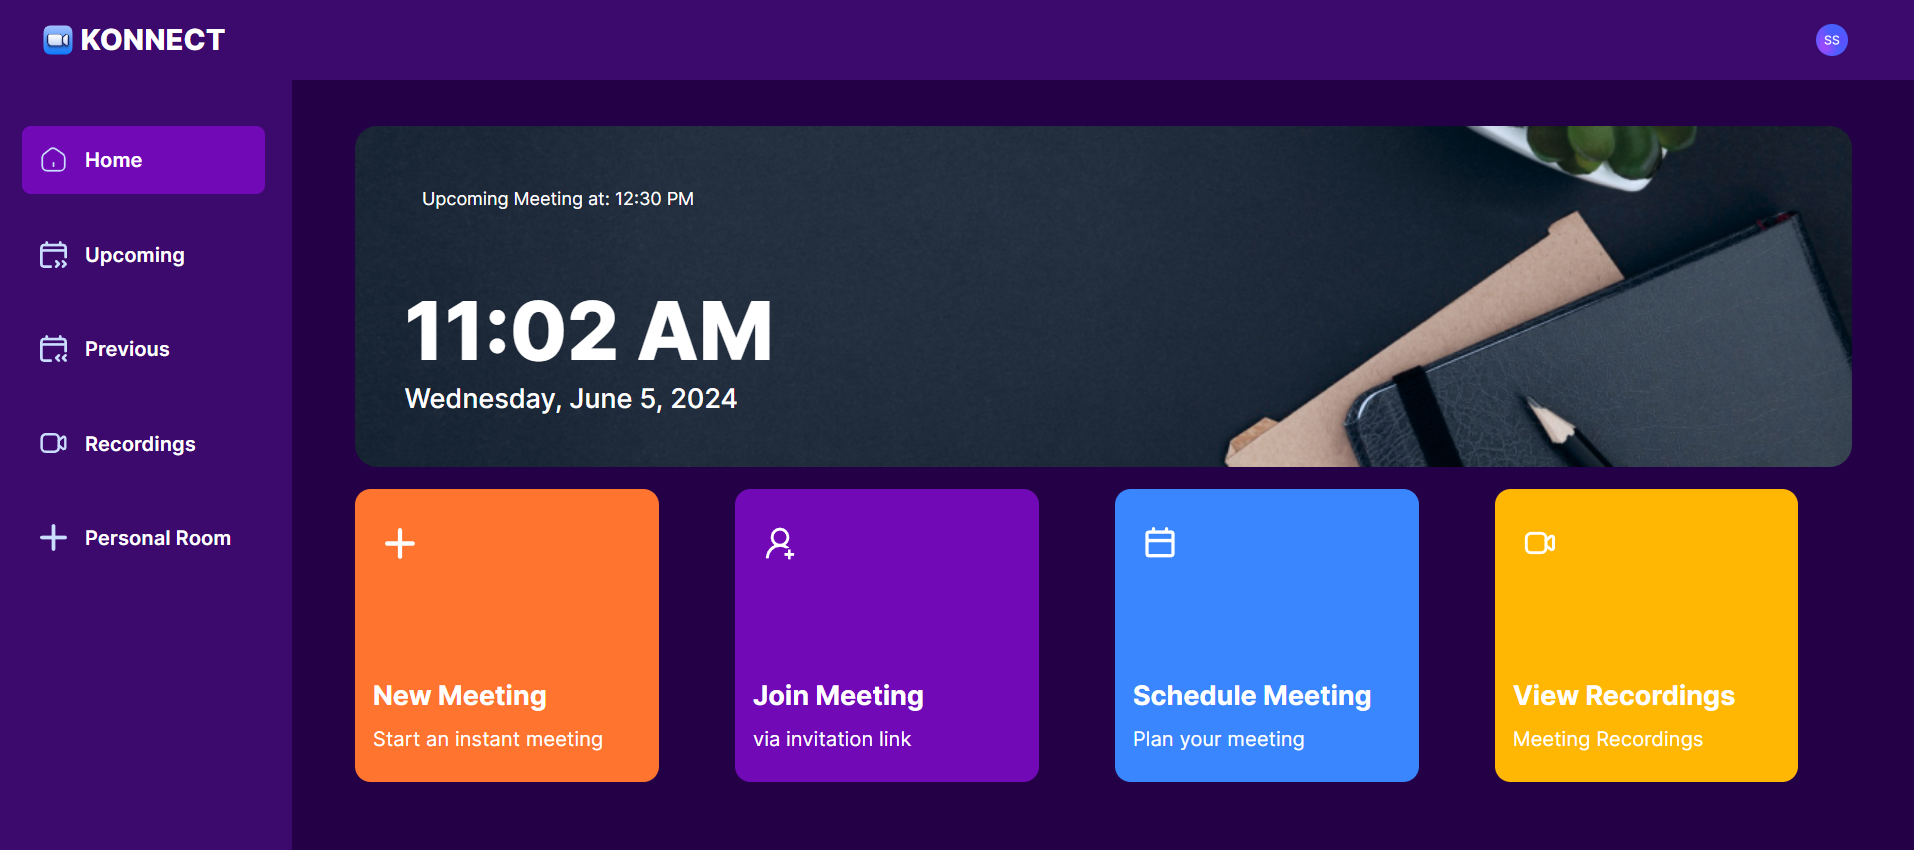 KONNECT
SS
Home
Upcoming
Previous
Recordings
Personal Room
Upcoming Meeting at: 12:30 PM
11:02 AM
Wednesday, June 5, 2024
New Meeting
Start an instant meeting
Join Meeting
via invitation link
Schedule Meeting
Plan your meeting
View Recordings
Meeting Recordings